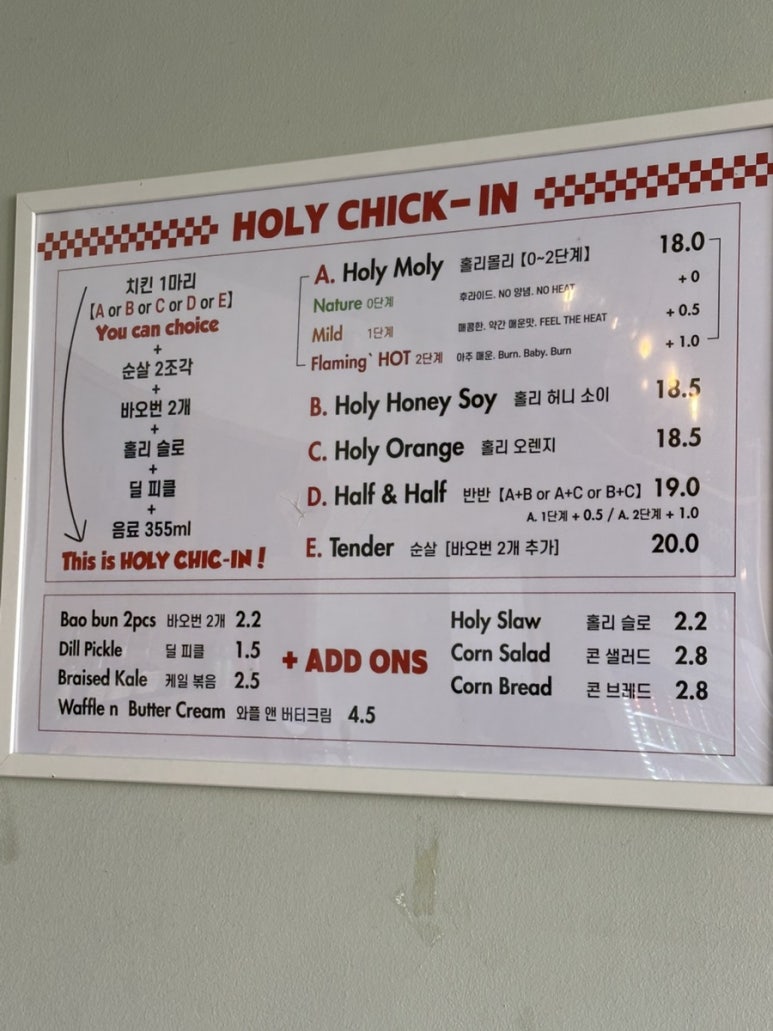 HOLY CHICK-IN
치킨 1마리
[A or B or C or D or E]
You can choice
+
순살 2조각
+
바오번 2개
+
홀리 슬로
+
딜 피클
+
음료 355ml
This is HOLY CHIC-IN !
A. Holy Moly 홀리몰리 [0~2단계] 18.0
Nature 0단계 후라이드. NO 양념. NO HEAT + 0
Mild 1단계 매콤한. 약간 매운맛. FEEL THE HEAT + 0.5
Flaming` HOT 2단계 아주 매운. Burn. Baby. Burn + 1.0
B. Holy Honey Soy 홀리 허니 소이 18.5
C. Holy Orange 홀리 오렌지 18.5
D. Half & Half 반반 [A+B or A+C or B+C] 19.0
A. 1단계 + 0.5 / A. 2단계 + 1.0
E. Tender 순살 [바오번 2개 추가] 20.0
Bao bun 2pcs 바오번 2개 2.2
Dill Pickle 딜 피클 1.5
Braised Kale 케일 볶음 2.5
Waffle n Butter Cream 와플 앤 버터크림 4.5
+ ADD ONS
Holy Slaw 홀리 슬로 2.2
Corn Salad 콘 샐러드 2.8
Corn Bread 콘 브레드 2.8